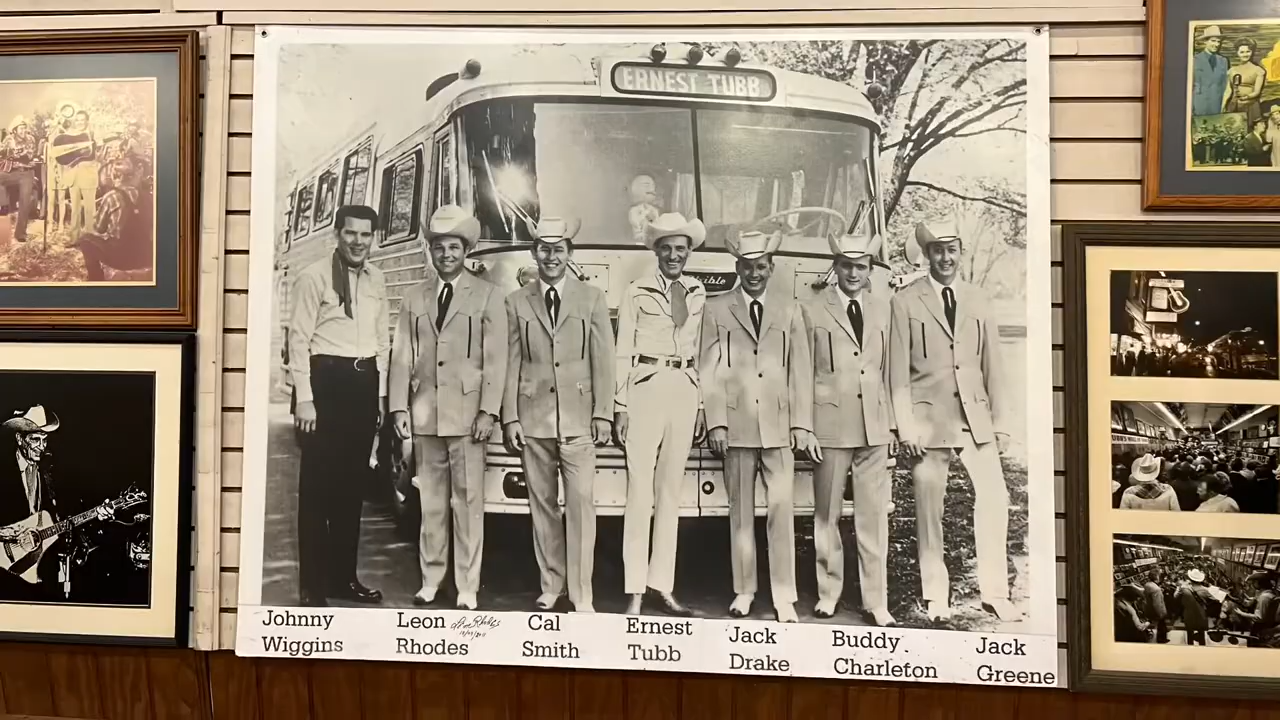 ERNEST TUBB
Johnny
Wiggins
Leon
Rhodes
Cal
Smith
Ernest
Tubb
Jack
Drake
Buddy
Charleton
Jack
Greene